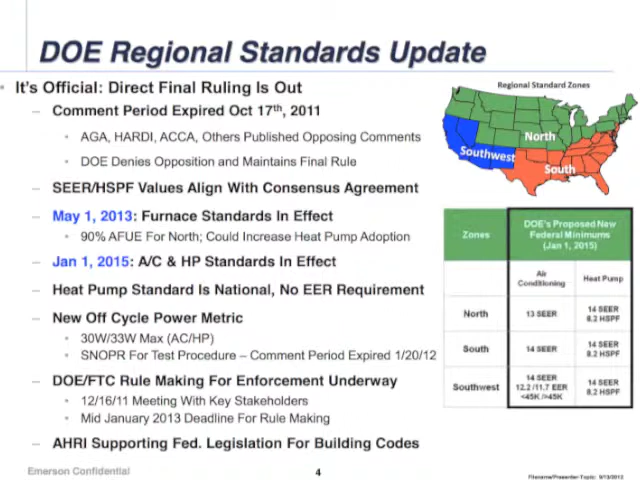 DOE Regional Standards Update
It's Official: Direct Final Ruling Is Out
Comment Period Expired Oct 17th, 2011
AGA, HARDI, ACCA, Others Published Opposing Comments
DOE Denies Opposition and Maintains Final Rule
SEER/HSPF Values Align With Consensus Agreement
May 1, 2013: Furnace Standards In Effect
90% AFUE For North; Could Increase Heat Pump Adoption
Jan 1, 2015: A/C & HP Standards In Effect
Heat Pump Standard Is National, No EER Requirement
New Off Cycle Power Metric
30W/33W Max (AC/HP)
SNOPR For Test Procedure – Comment Period Expired 1/20/12
DOE/FTC Rule Making For Enforcement Underway
12/16/11 Meeting With Key Stakeholders
Mid January 2013 Deadline For Rule Making
AHRI Supporting Fed. Legislation For Building Codes
Regional Standard Zones
North
Southwest
South
Zones
DOE's Proposed New
Federal Minimums
(Jan 1, 2015)
Air
Conditioning
Heat Pump
North
13 SEER
14 SEER
8.2 HSPF
South
14 SEER
14 SEER
8.2 HSPF
Southwest
14 SEER
12.2 /11.7 EER
<45K />45K
14 SEER
8.2 HSPF
Emerson Confidential
4
Filename/Presenter-Topic: 9/13/2012